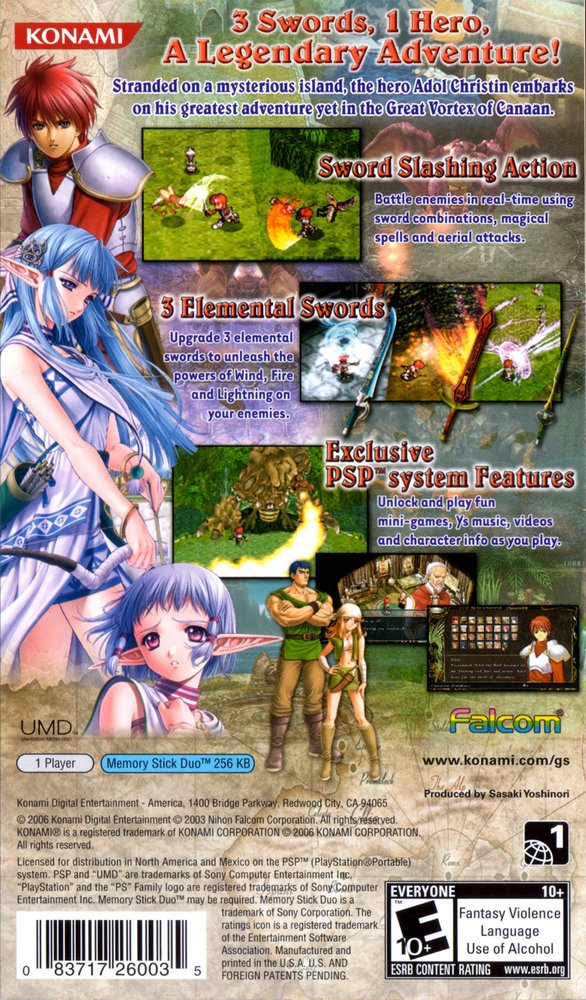 KONAMI
3 Swords, 1 Hero,
A Legendary Adventure!
Stranded on a mysterious island, the hero Adol Christin embarks
on his greatest adventure yet in the Great Vortex of Canaan.
Sword Slashing Action
Battle enemies in real-time using
sword combinations, magical
spells and aerial attacks.
3 Elemental Swords
Upgrade 3 elemental
swords to unleash the
powers of Wind, Fire
and Lightning on
your enemies.
Exclusive
PSP™ system Features
Unlock and play fun
mini-games, Ys music, videos
and character info as you play.
UMD™
UNIVERSAL MEDIA DISC
Falcom
1 Player
Memory Stick Duo™ 256 KB
www.konami.com/gs
Produced by Sasaki Yoshinori
Konami Digital Entertainment - America, 1400 Bridge Parkway, Redwood City, CA 94065
© 2006 Konami Digital Entertainment © 2003 Nihon Falcom Corporation. All rights reserved.
KONAMI® is a registered trademark of KONAMI CORPORATION © 2006 KONAMI CORPORATION.
All rights reserved.
Licensed for distribution in North America and Mexico on the PSP™ (PlayStation®Portable)
system. PSP and "UMD" are trademarks of Sony Computer Entertainment Inc.
"PlayStation" and the "PS" Family logo are registered trademarks of Sony Computer
Entertainment Inc. Memory Stick Duo™ may be required. Memory Stick Duo is a
trademark of Sony Corporation. The
ratings icon is a registered trademark
of the Entertainment Software
Association. Manufactured and
printed in the U.S.A. U.S. AND
FOREIGN PATENTS PENDING.
1
EVERYONE 10+
E
10+
Fantasy Violence
Language
Use of Alcohol
ESRB CONTENT RATING www.esrb.org
0 83717 26003 5